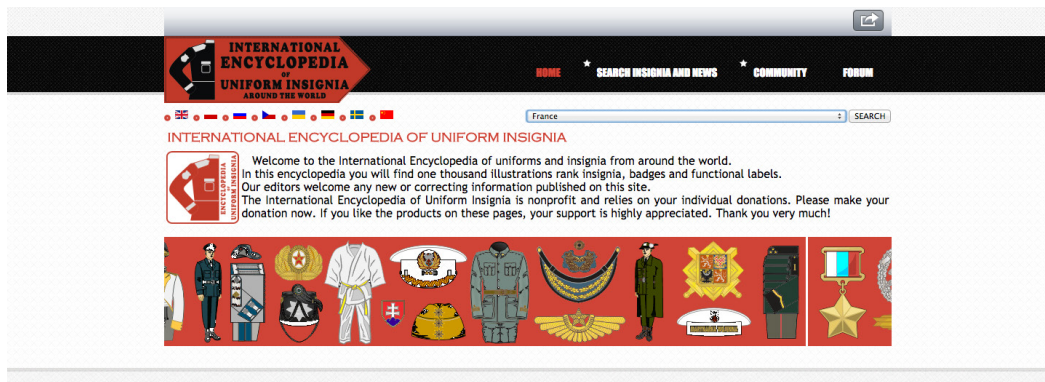 INTERNATIONAL
ENCYCLOPEDIA
OF
UNIFORM INSIGNIA
AROUND THE WORLD
HOME
SEARCH INSIGNIA AND NEWS
COMMUNITY
FORUM
France
SEARCH
INTERNATIONAL ENCYCLOPEDIA OF UNIFORM INSIGNIA
ENCYCLOPEDIA
UNIFORM INSIGNIA
Welcome to the International Encyclopedia of uniforms and insignia from around the world.
In this encyclopedia you will find one thousand illustrations rank insignia, badges and functional labels.
Our editors welcome any new or correcting information published on this site.
The International Encyclopedia of Uniform Insignia is nonprofit and relies on your individual donations. Please make your
donation now. If you like the products on these pages, your support is highly appreciated. Thank you very much!